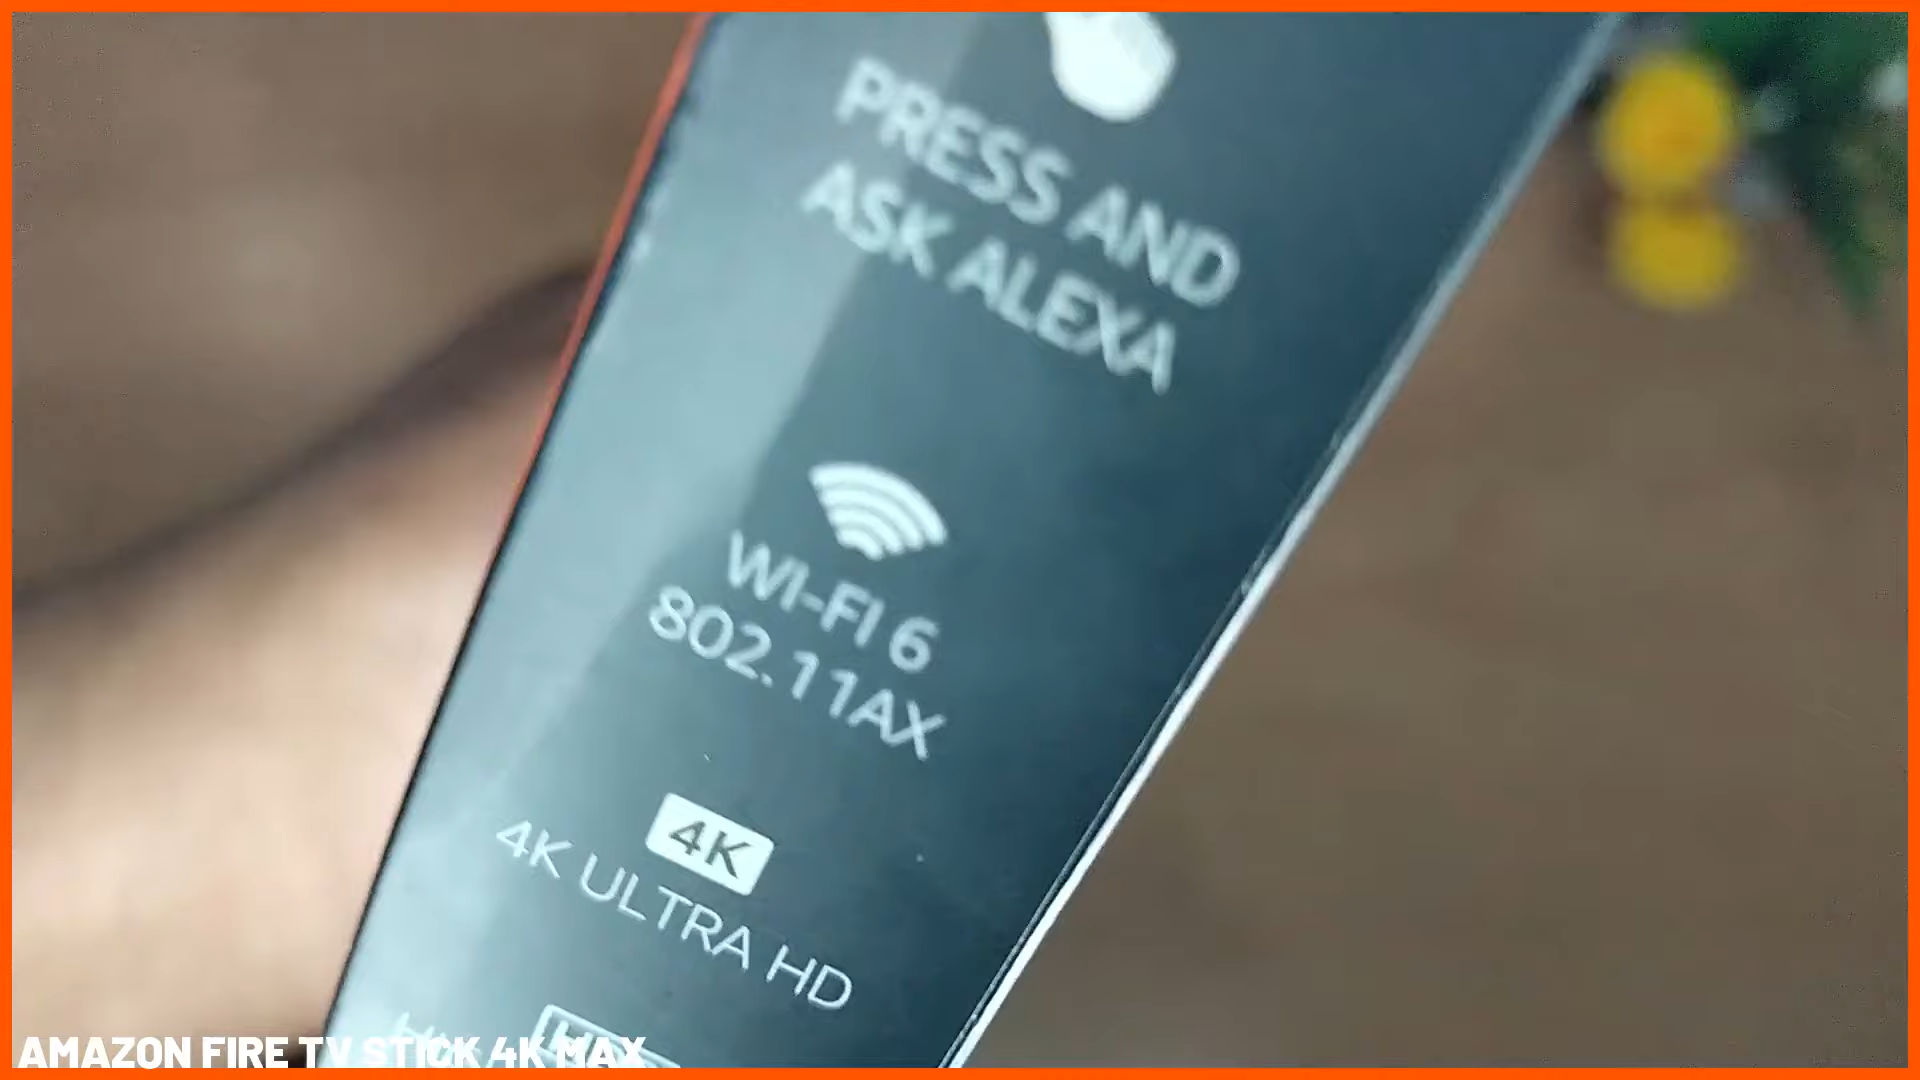 PRESS AND
ASK ALEXA
WI-FI 6
802.11AX
4K
4K ULTRA HD
AMAZON FIRE TV STICK 4K MAX